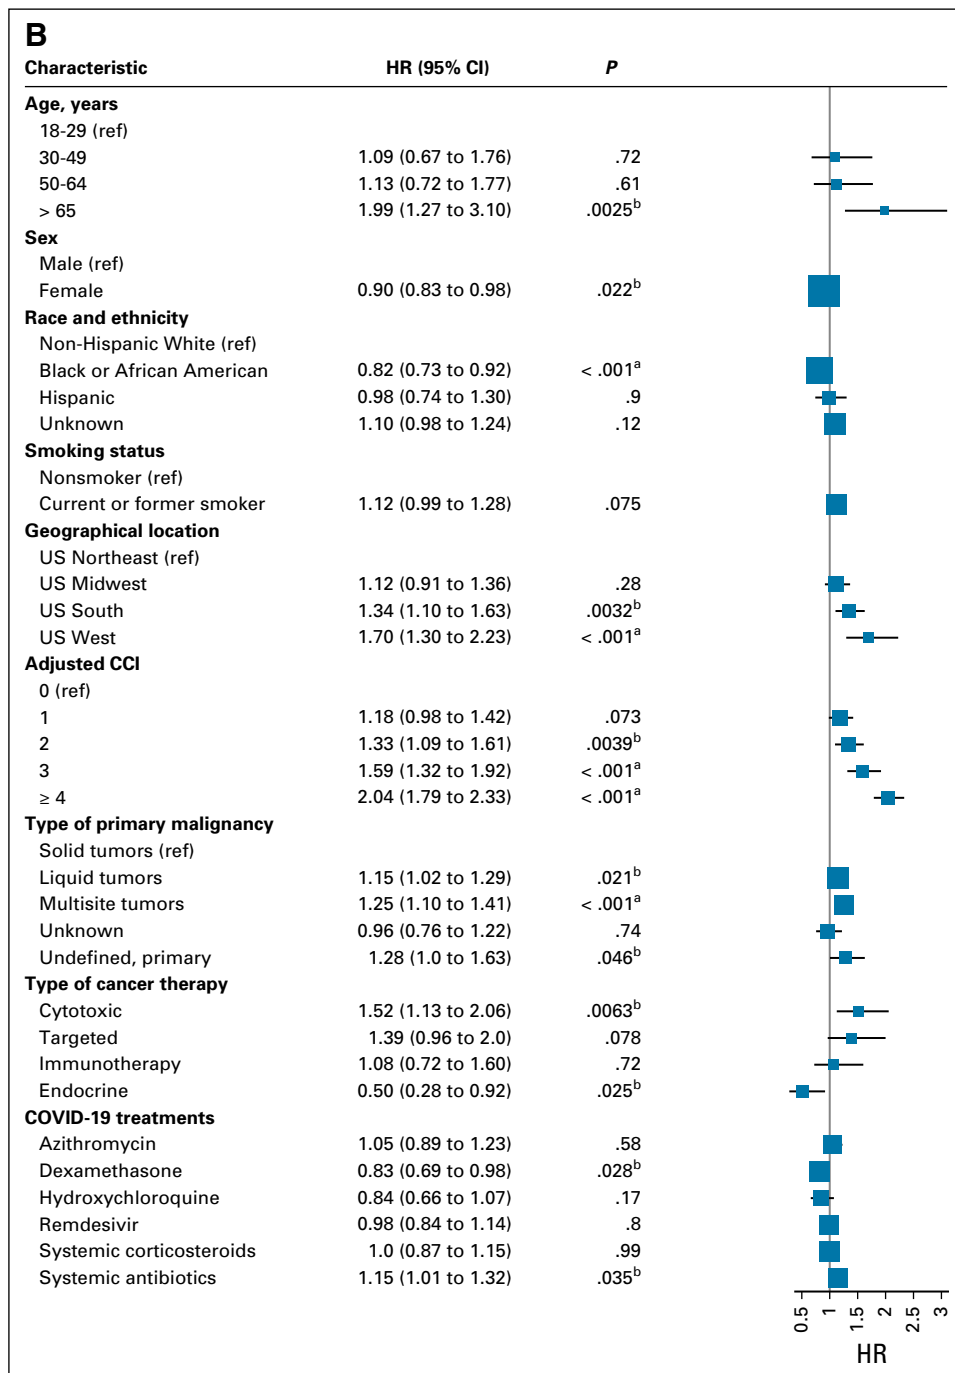 B
Characteristic HR (95% CI) P
Age, years
18-29 (ref)
30-49 1.09 (0.67 to 1.76) .72
50-64 1.13 (0.72 to 1.77) .61
> 65 1.99 (1.27 to 3.10) .0025b
Sex
Male (ref)
Female 0.90 (0.83 to 0.98) .022b
Race and ethnicity
Non-Hispanic White (ref)
Black or African American 0.82 (0.73 to 0.92) < .001a
Hispanic 0.98 (0.74 to 1.30) .9
Unknown 1.10 (0.98 to 1.24) .12
Smoking status
Nonsmoker (ref)
Current or former smoker 1.12 (0.99 to 1.28) .075
Geographical location
US Northeast (ref)
US Midwest 1.12 (0.91 to 1.36) .28
US South 1.34 (1.10 to 1.63) .0032b
US West 1.70 (1.30 to 2.23) < .001a
Adjusted CCI
0 (ref)
1 1.18 (0.98 to 1.42) .073
2 1.33 (1.09 to 1.61) .0039b
3 1.59 (1.32 to 1.92) < .001a
≥ 4 2.04 (1.79 to 2.33) < .001a
Type of primary malignancy
Solid tumors (ref)
Liquid tumors 1.15 (1.02 to 1.29) .021b
Multisite tumors 1.25 (1.10 to 1.41) < .001a
Unknown 0.96 (0.76 to 1.22) .74
Undefined, primary 1.28 (1.0 to 1.63) .046b
Type of cancer therapy
Cytotoxic 1.52 (1.13 to 2.06) .0063b
Targeted 1.39 (0.96 to 2.0) .078
Immunotherapy 1.08 (0.72 to 1.60) .72
Endocrine 0.50 (0.28 to 0.92) .025b
COVID-19 treatments
Azithromycin 1.05 (0.89 to 1.23) .58
Dexamethasone 0.83 (0.69 to 0.98) .028b
Hydroxychloroquine 0.84 (0.66 to 1.07) .17
Remdesivir 0.98 (0.84 to 1.14) .8
Systemic corticosteroids 1.0 (0.87 to 1.15) .99
Systemic antibiotics 1.15 (1.01 to 1.32) .035b
0.5 1 1.5 2 2.5 3
HR